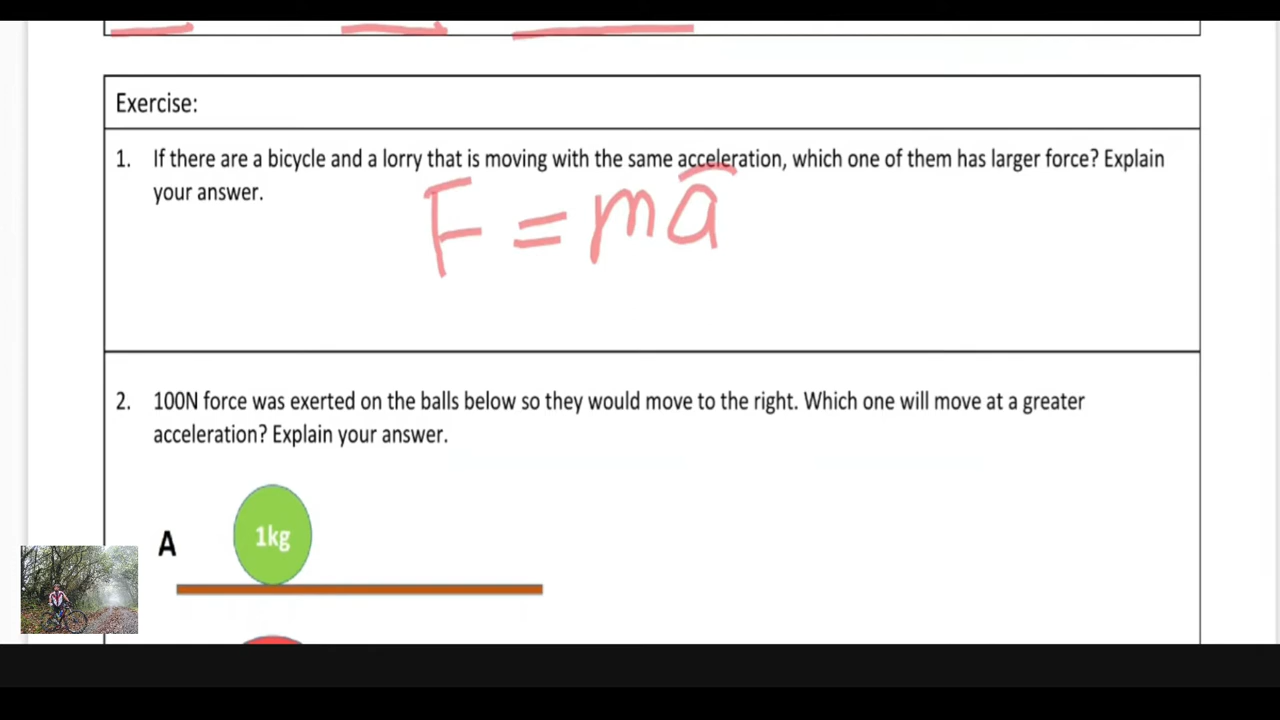 Exercise:
1. If there are a bicycle and a lorry that is moving with the same acceleration, which one of them has larger force? Explain
your answer.
F = ma
2. 100N force was exerted on the balls below so they would move to the right. Which one will move at a greater
acceleration? Explain your answer.
1kg
A